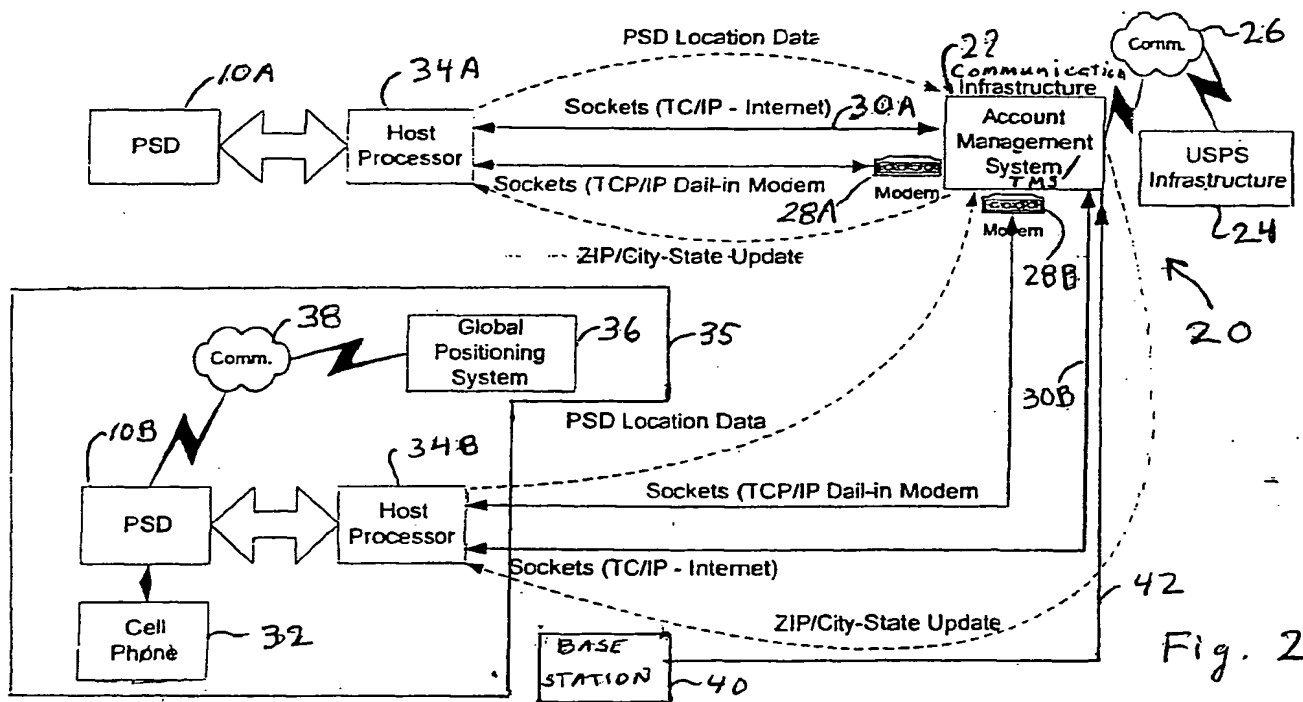 PSD Location Data
22
Comm.
26
10A
34A
Communication
Infrastructure
Sockets (TC/IP - Internet)
30A
PSD
Host
Processor
Account
Management
System
TMS
USPS
Infrastructure
Sockets (TCP/IP Dail-in Modem
28A
Modem
Modem
24
ZIP/City-State Update
28B
20
38
Comm.
Global
Positioning
System
36
35
30B
PSD Location Data
10B
34B
Sockets (TCP/IP Dail-in Modem
PSD
Host
Processor
Sockets (TC/IP - Internet)
42
Cell
Phone
32
ZIP/City-State Update
BASE
STATION
40
Fig. 2